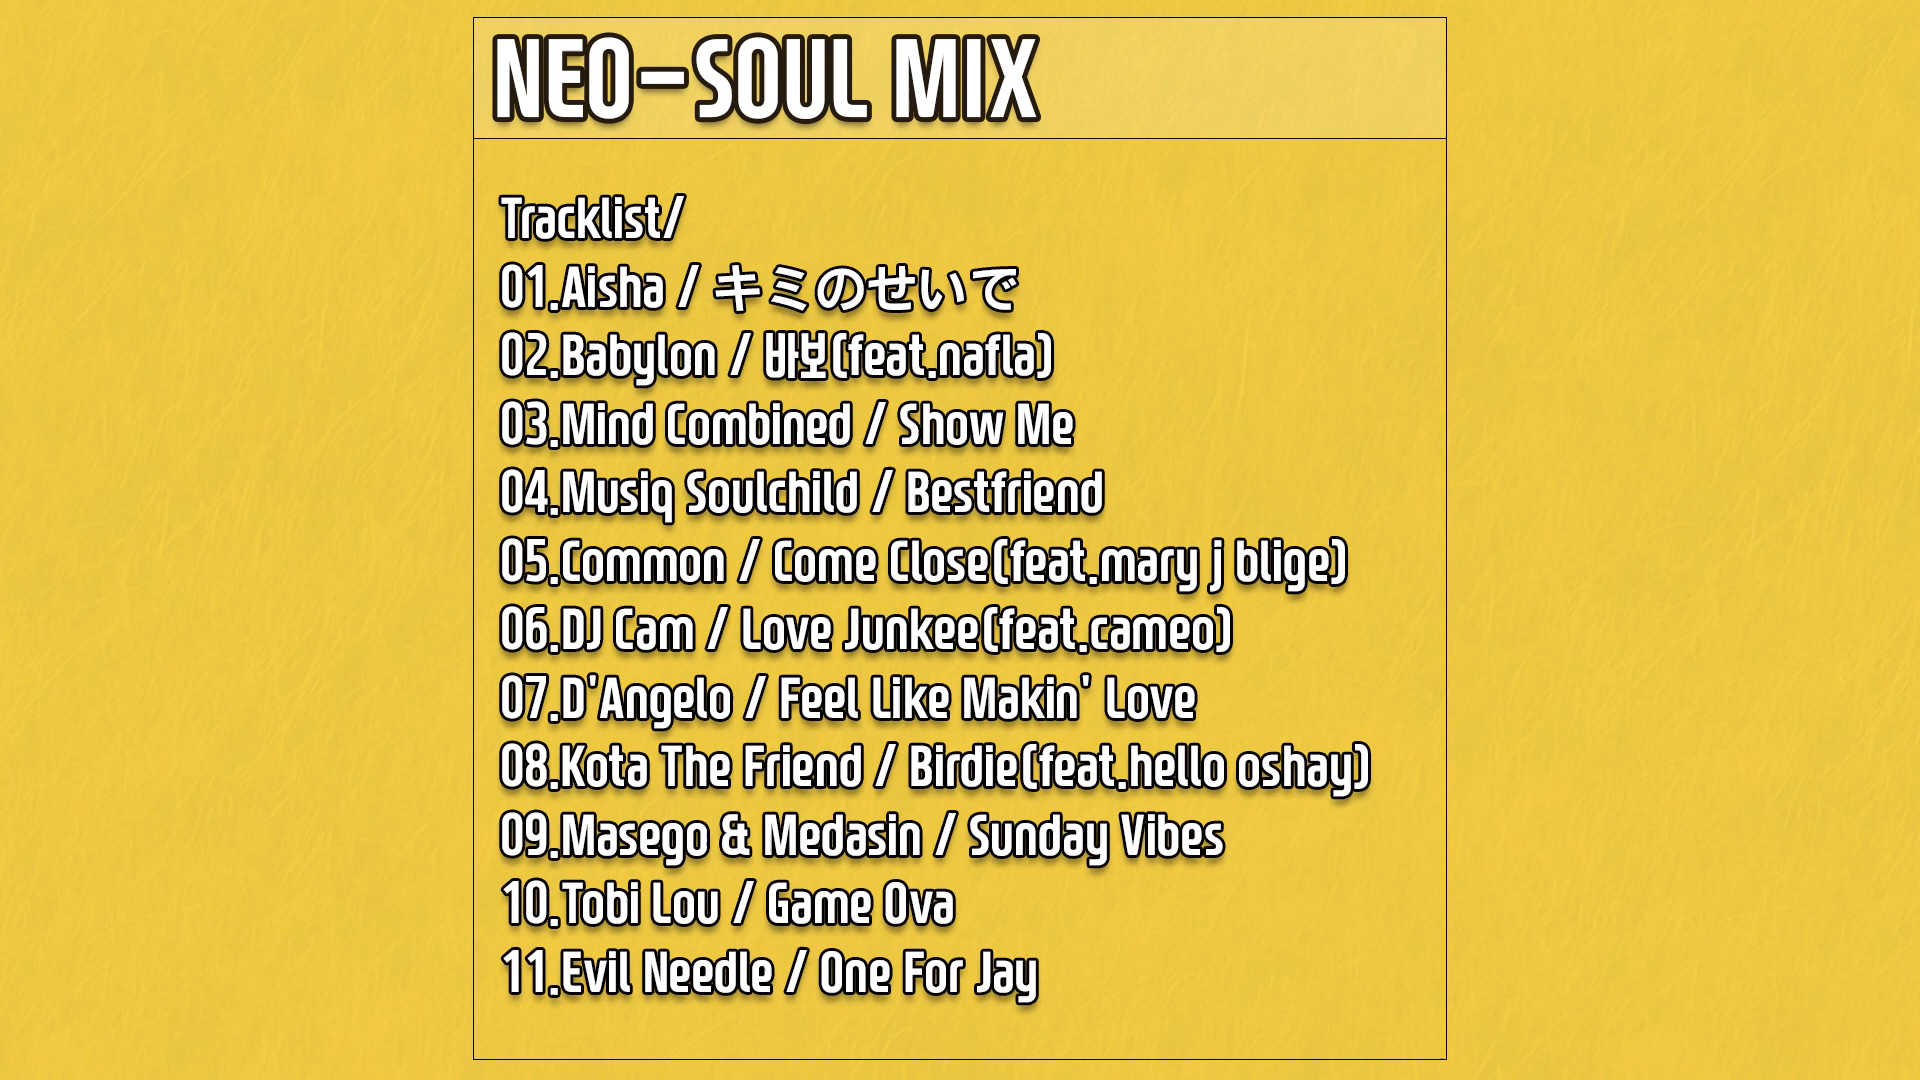 NEO-SOUL MIX
Tracklist/
01.Aisha / キミのせいで
02.Babylon / 바보(feat.nafla)
03.Mind Combined / Show Me
04.Musiq Soulchild / Bestfriend
05.Common / Come Close(feat.mary j blige)
06.DJ Cam / Love Junkee(feat.cameo)
07.D'Angelo / Feel Like Makin' Love
08.Kota The Friend / Birdie(feat.hello oshay)
09.Masego & Medasin / Sunday Vibes
10.Tobi Lou / Game Ova
11.Evil Needle / One For Jay